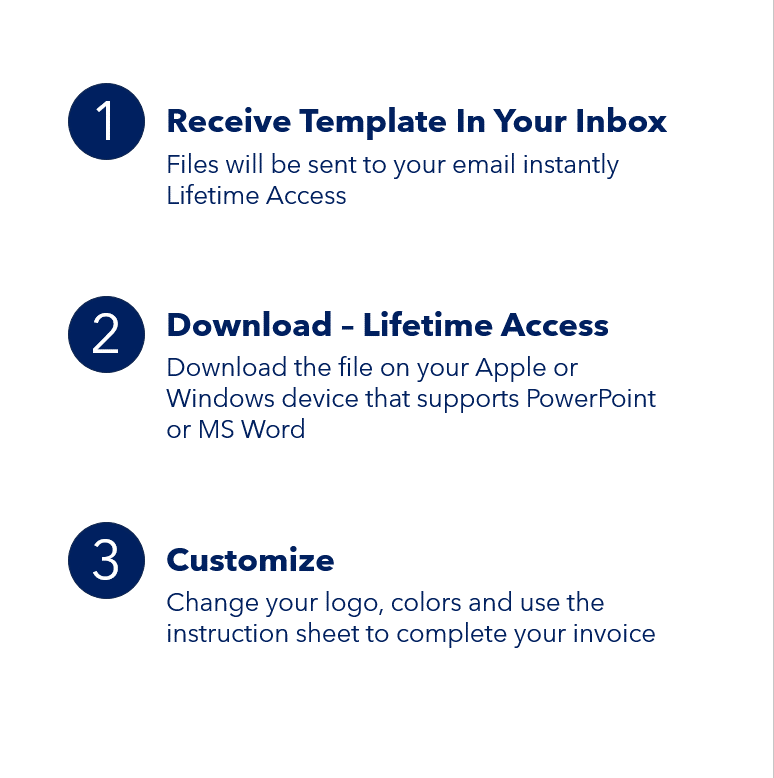 1
Receive Template In Your Inbox
Files will be sent to your email instantly
Lifetime Access
2
Download – Lifetime Access
Download the file on your Apple or
Windows device that supports PowerPoint
or MS Word
3
Customize
Change your logo, colors and use the
instruction sheet to complete your invoice